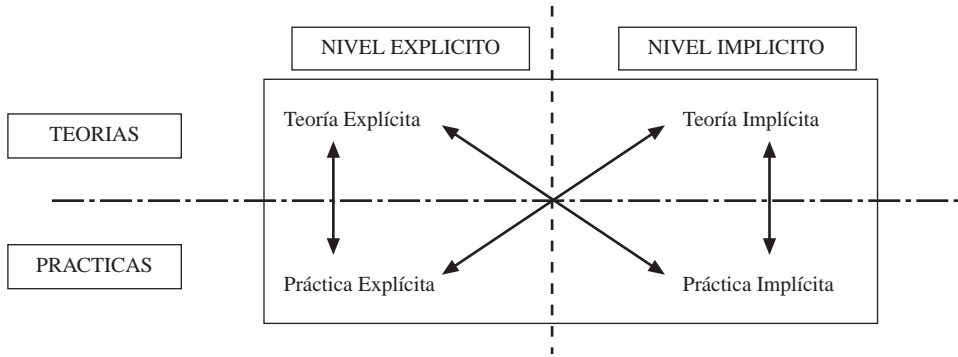 NIVEL EXPLICITO
NIVEL IMPLICITO
TEORIAS
Teoría Explícita
Teoría Implícita
PRACTICAS
Práctica Explícita
Práctica Implícita